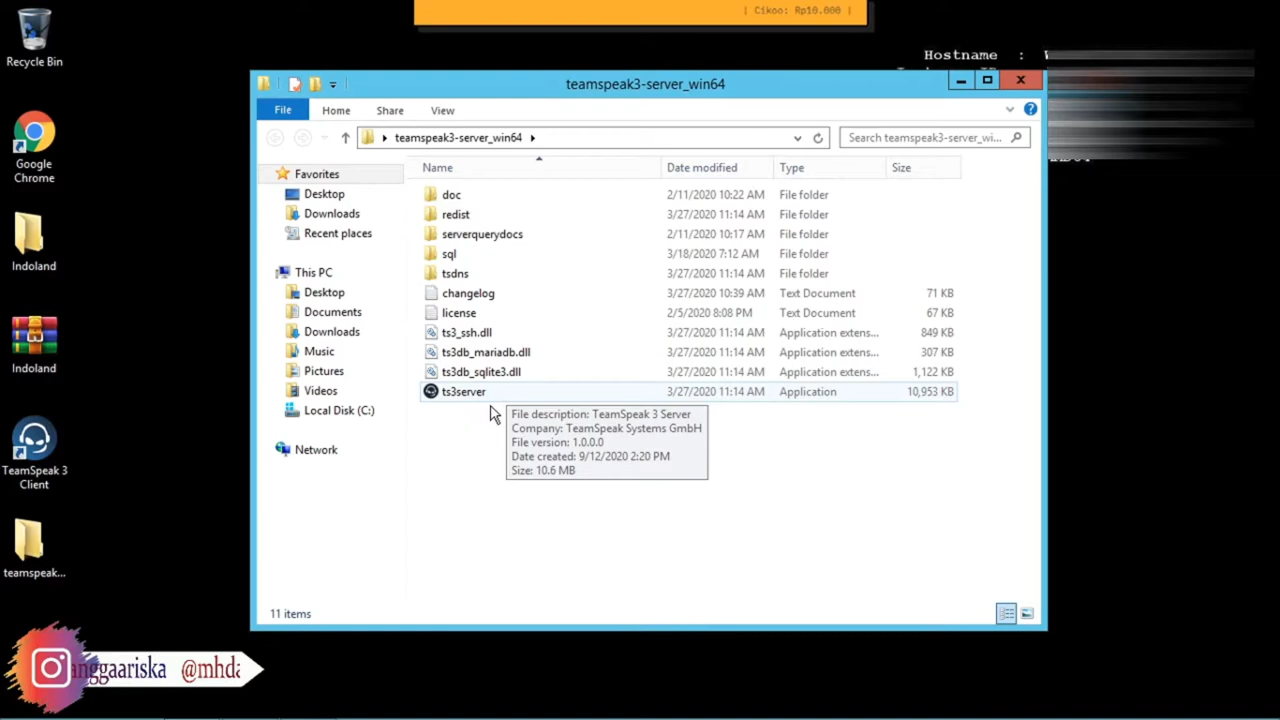 | Cikoo: Rp10.000 |
Hostname :
Recycle Bin
Google
Chrome
Indoland
Indoland
TeamSpeak 3
Client
teamspeak...
teamspeak3-server_win64
File Home Share View
teamspeak3-server_win64
Search teamspeak3-server_wi...
Favorites
Desktop
Downloads
Recent places
This PC
Desktop
Documents
Downloads
Music
Pictures
Videos
Local Disk (C:)
Network
Name Date modified Type Size
doc 2/11/2020 10:22 AM File folder
redist 3/27/2020 11:14 AM File folder
serverquerydocs 2/11/2020 10:17 AM File folder
sql 3/18/2020 7:12 AM File folder
tsdns 3/27/2020 11:14 AM File folder
changelog 3/27/2020 10:39 AM Text Document 71 KB
license 2/5/2020 8:08 PM Text Document 67 KB
ts3_ssh.dll 3/27/2020 11:14 AM Application extens... 849 KB
ts3db_mariadb.dll 3/27/2020 11:14 AM Application extens... 307 KB
ts3db_sqlite3.dll 3/27/2020 11:14 AM Application extens... 1,122 KB
ts3server 3/27/2020 11:14 AM Application 10,953 KB
File description: TeamSpeak 3 Server
Company: TeamSpeak Systems GmbH
File version: 1.0.0.0
Date created: 9/12/2020 2:20 PM
Size: 10.6 MB
11 items
anggaariska @mhda